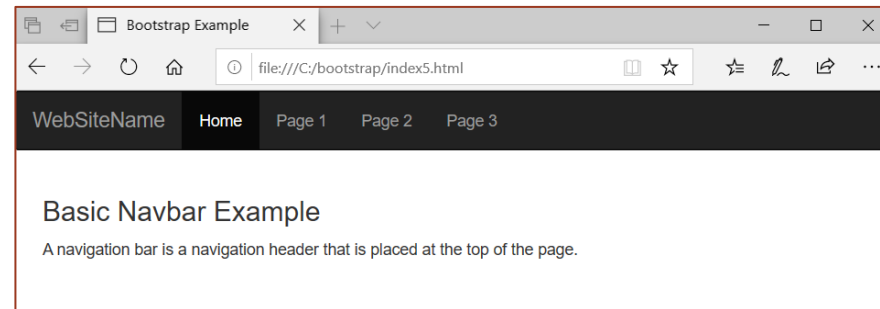 Bootstrap Example
file:///C:/bootstrap/index5.html
WebSiteName Home Page 1 Page 2 Page 3
Basic Navbar Example
A navigation bar is a navigation header that is placed at the top of the page.